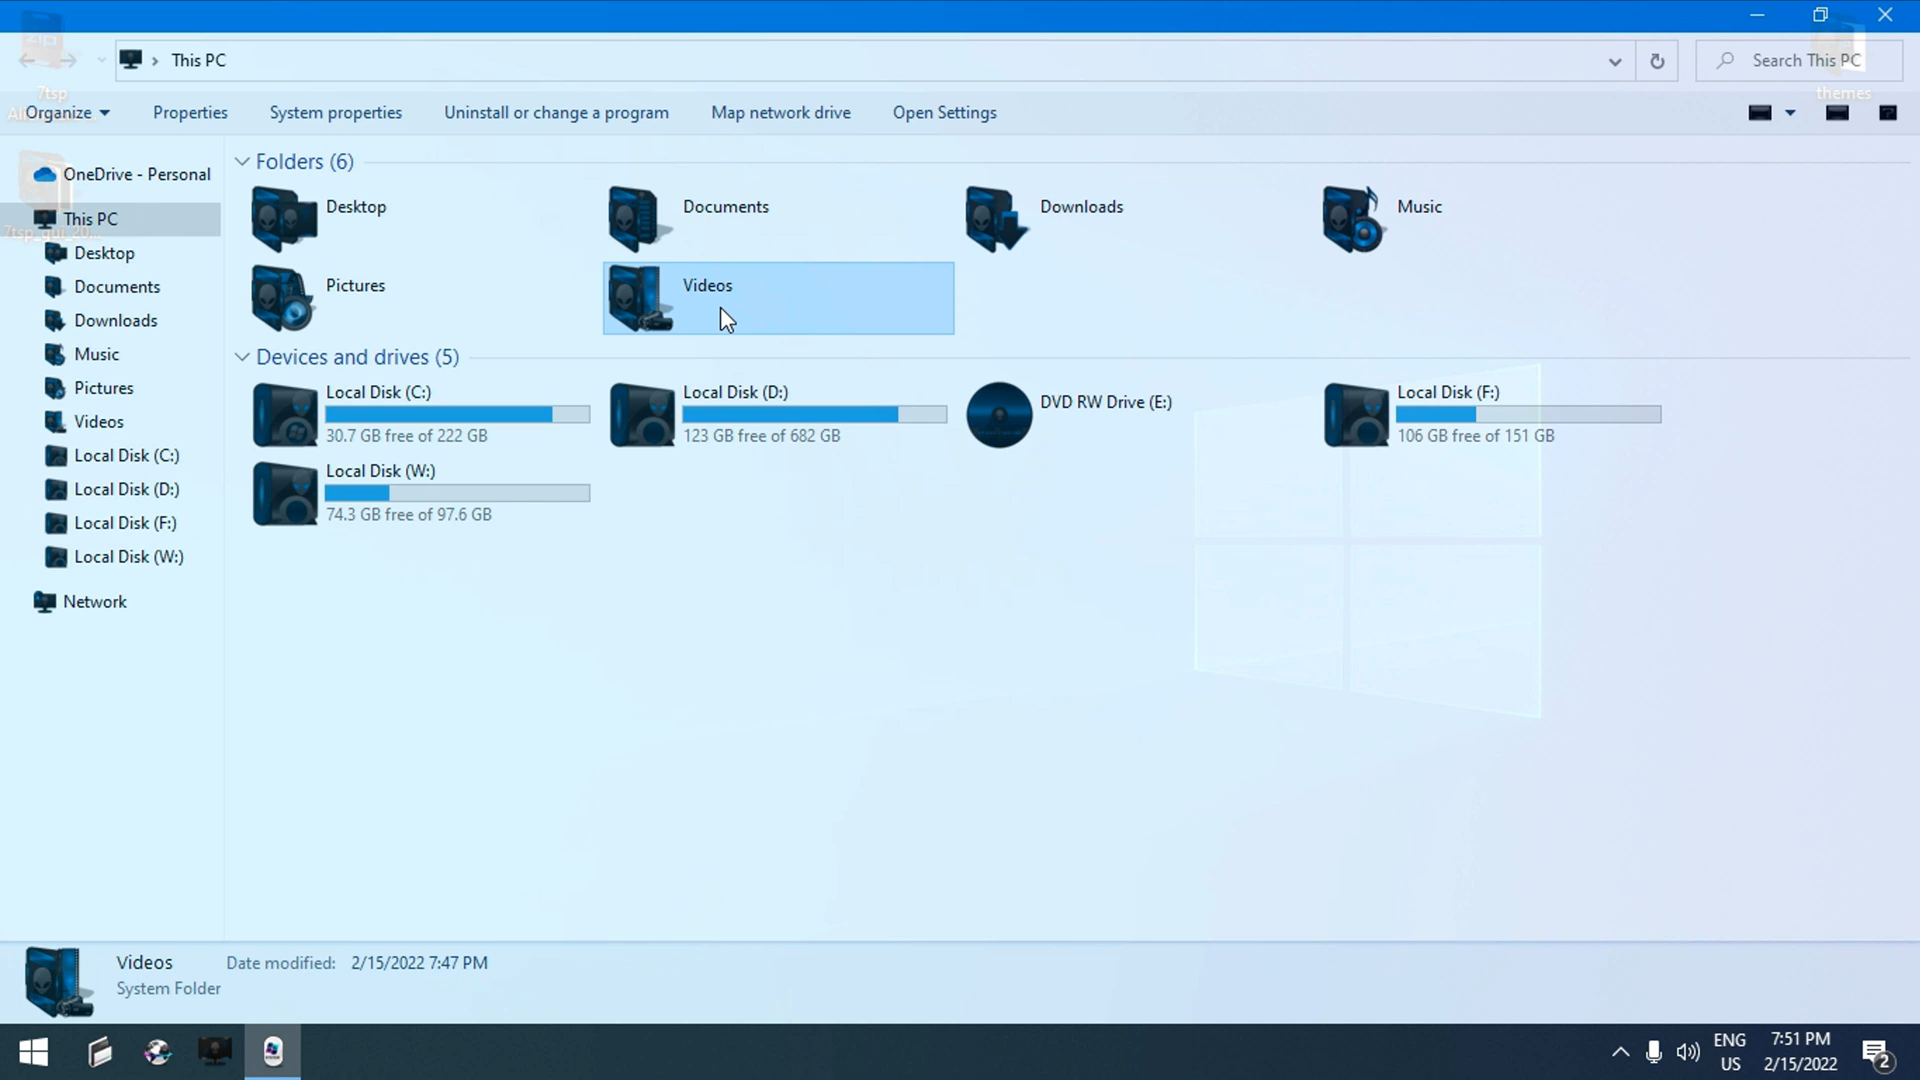 This PC
Search This PC
7tsp
themes
Organize
Properties
System properties
Uninstall or change a program
Map network drive
Open Settings
OneDrive - Personal
This PC
7tsp_gui_20...
Desktop
Documents
Downloads
Music
Pictures
Videos
Local Disk (C:)
Local Disk (D:)
Local Disk (F:)
Local Disk (W:)
Network
Folders (6)
Desktop
Documents
Downloads
Music
Pictures
Videos
Devices and drives (5)
Local Disk (C:)
30.7 GB free of 222 GB
Local Disk (D:)
123 GB free of 682 GB
DVD RW Drive (E:)
Local Disk (F:)
106 GB free of 151 GB
Local Disk (W:)
74.3 GB free of 97.6 GB
Videos
Date modified: 2/15/2022 7:47 PM
System Folder
ENG
US
7:51 PM
2/15/2022
2